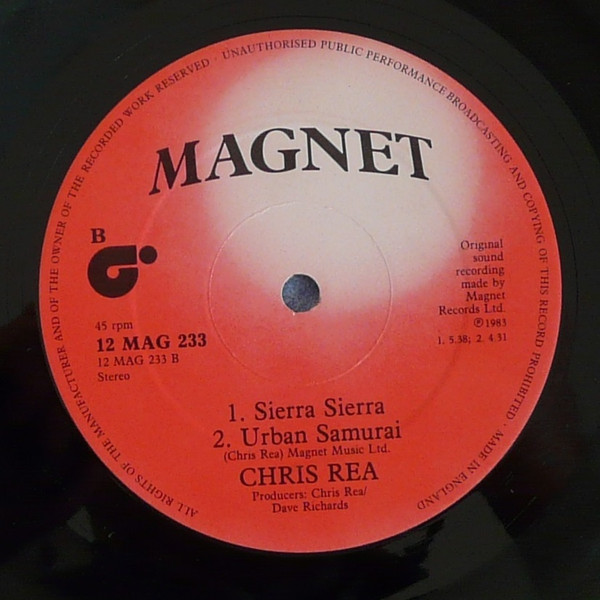 ALL RIGHTS OF THE MANUFACTURER AND OF THE OWNER OF THE RECORDED WORK RESERVED · UNAUTHORISED PUBLIC PERFORMANCE BROADCASTING AND COPYING OF THIS RECORD PROHIBITED · MADE IN ENGLAND
MAGNET
B
Original
sound
recording
made by
Magnet
Records Ltd.
℗ 1983
1. 5.38; 2. 4 31
45 rpm
12 MAG 233
12 MAG 233 B
Stereo
1. Sierra Sierra
2. Urban Samurai
(Chris Rea) Magnet Music Ltd.
CHRIS REA
Producers: Chris Rea/
Dave Richards